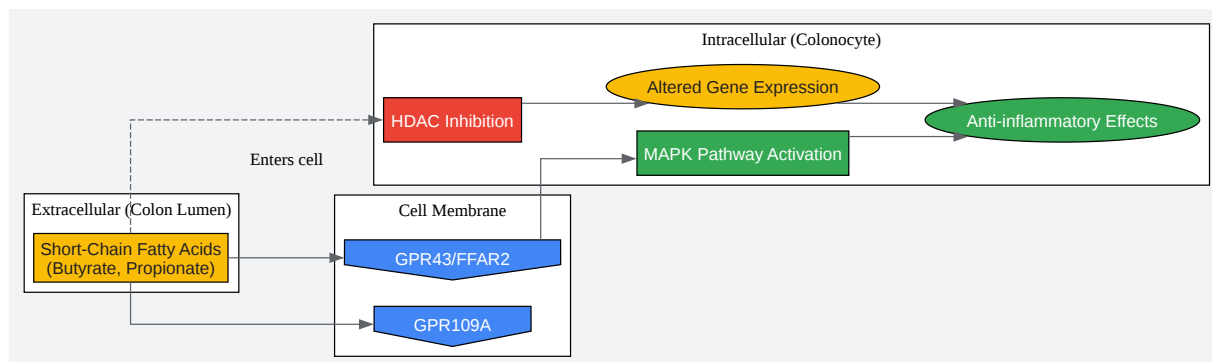 Intracellular (Colonocyte)
Altered Gene Expression
HDAC Inhibition
Anti-inflammatory Effects
MAPK Pathway Activation
Enters cell
Extracellular (Colon Lumen)
Short-Chain Fatty Acids
(Butyrate, Propionate)
Cell Membrane
GPR43/FFAR2
GPR109A